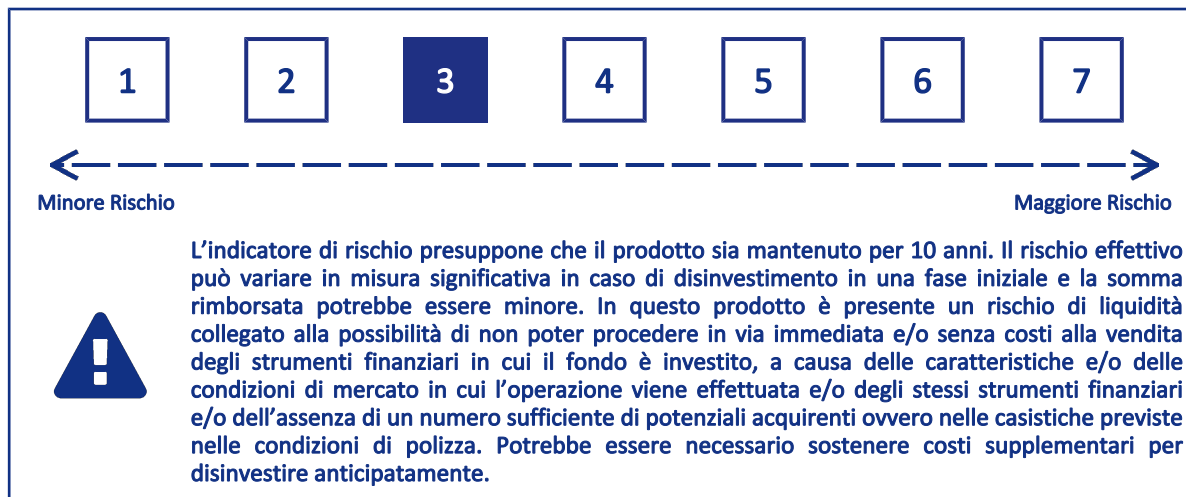 1 2 3 4 5 6 7
Minore Rischio Maggiore Rischio
L’indicatore di rischio presuppone che il prodotto sia mantenuto per 10 anni. Il rischio effettivo
può variare in misura significativa in caso di disinvestimento in una fase iniziale e la somma
rimborsata potrebbe essere minore. In questo prodotto è presente un rischio di liquidità
collegato alla possibilità di non poter procedere in via immediata e/o senza costi alla vendita
degli strumenti finanziari in cui il fondo è investito, a causa delle caratteristiche e/o delle
condizioni di mercato in cui l’operazione viene effettuata e/o degli stessi strumenti finanziari
e/o dell’assenza di un numero sufficiente di potenziali acquirenti ovvero nelle casistiche previste
nelle condizioni di polizza. Potrebbe essere necessario sostenere costi supplementari per
disinvestire anticipatamente.